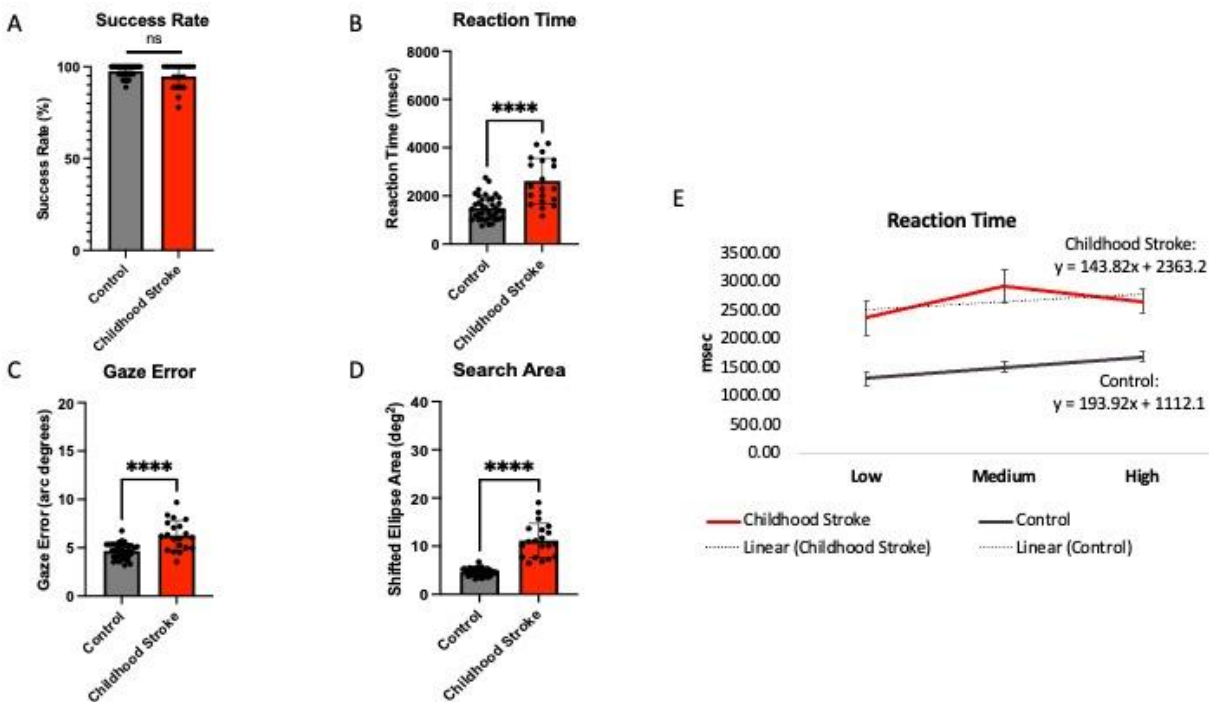 A
Success Rate
ns
Success Rate (%)
100
50
0
Control
Childhood Stroke
B
Reaction Time
Reaction Time (msec)
8000
6000
4000
2000
0
****
Control
Childhood Stroke
C
Gaze Error
Gaze Error (arc degrees)
20
15
10
5
0
****
Control
Childhood Stroke
D
Search Area
Shifted Ellipse Area (deg²)
40
30
20
10
0
****
Control
Childhood Stroke
E
Reaction Time
msec
3500.00
3000.00
2500.00
2000.00
1500.00
1000.00
500.00
0.00
Childhood Stroke:
y = 143.82x + 2363.2
Control:
y = 193.92x + 1112.1
Low Medium High
Childhood Stroke Control
Linear (Childhood Stroke) Linear (Control)